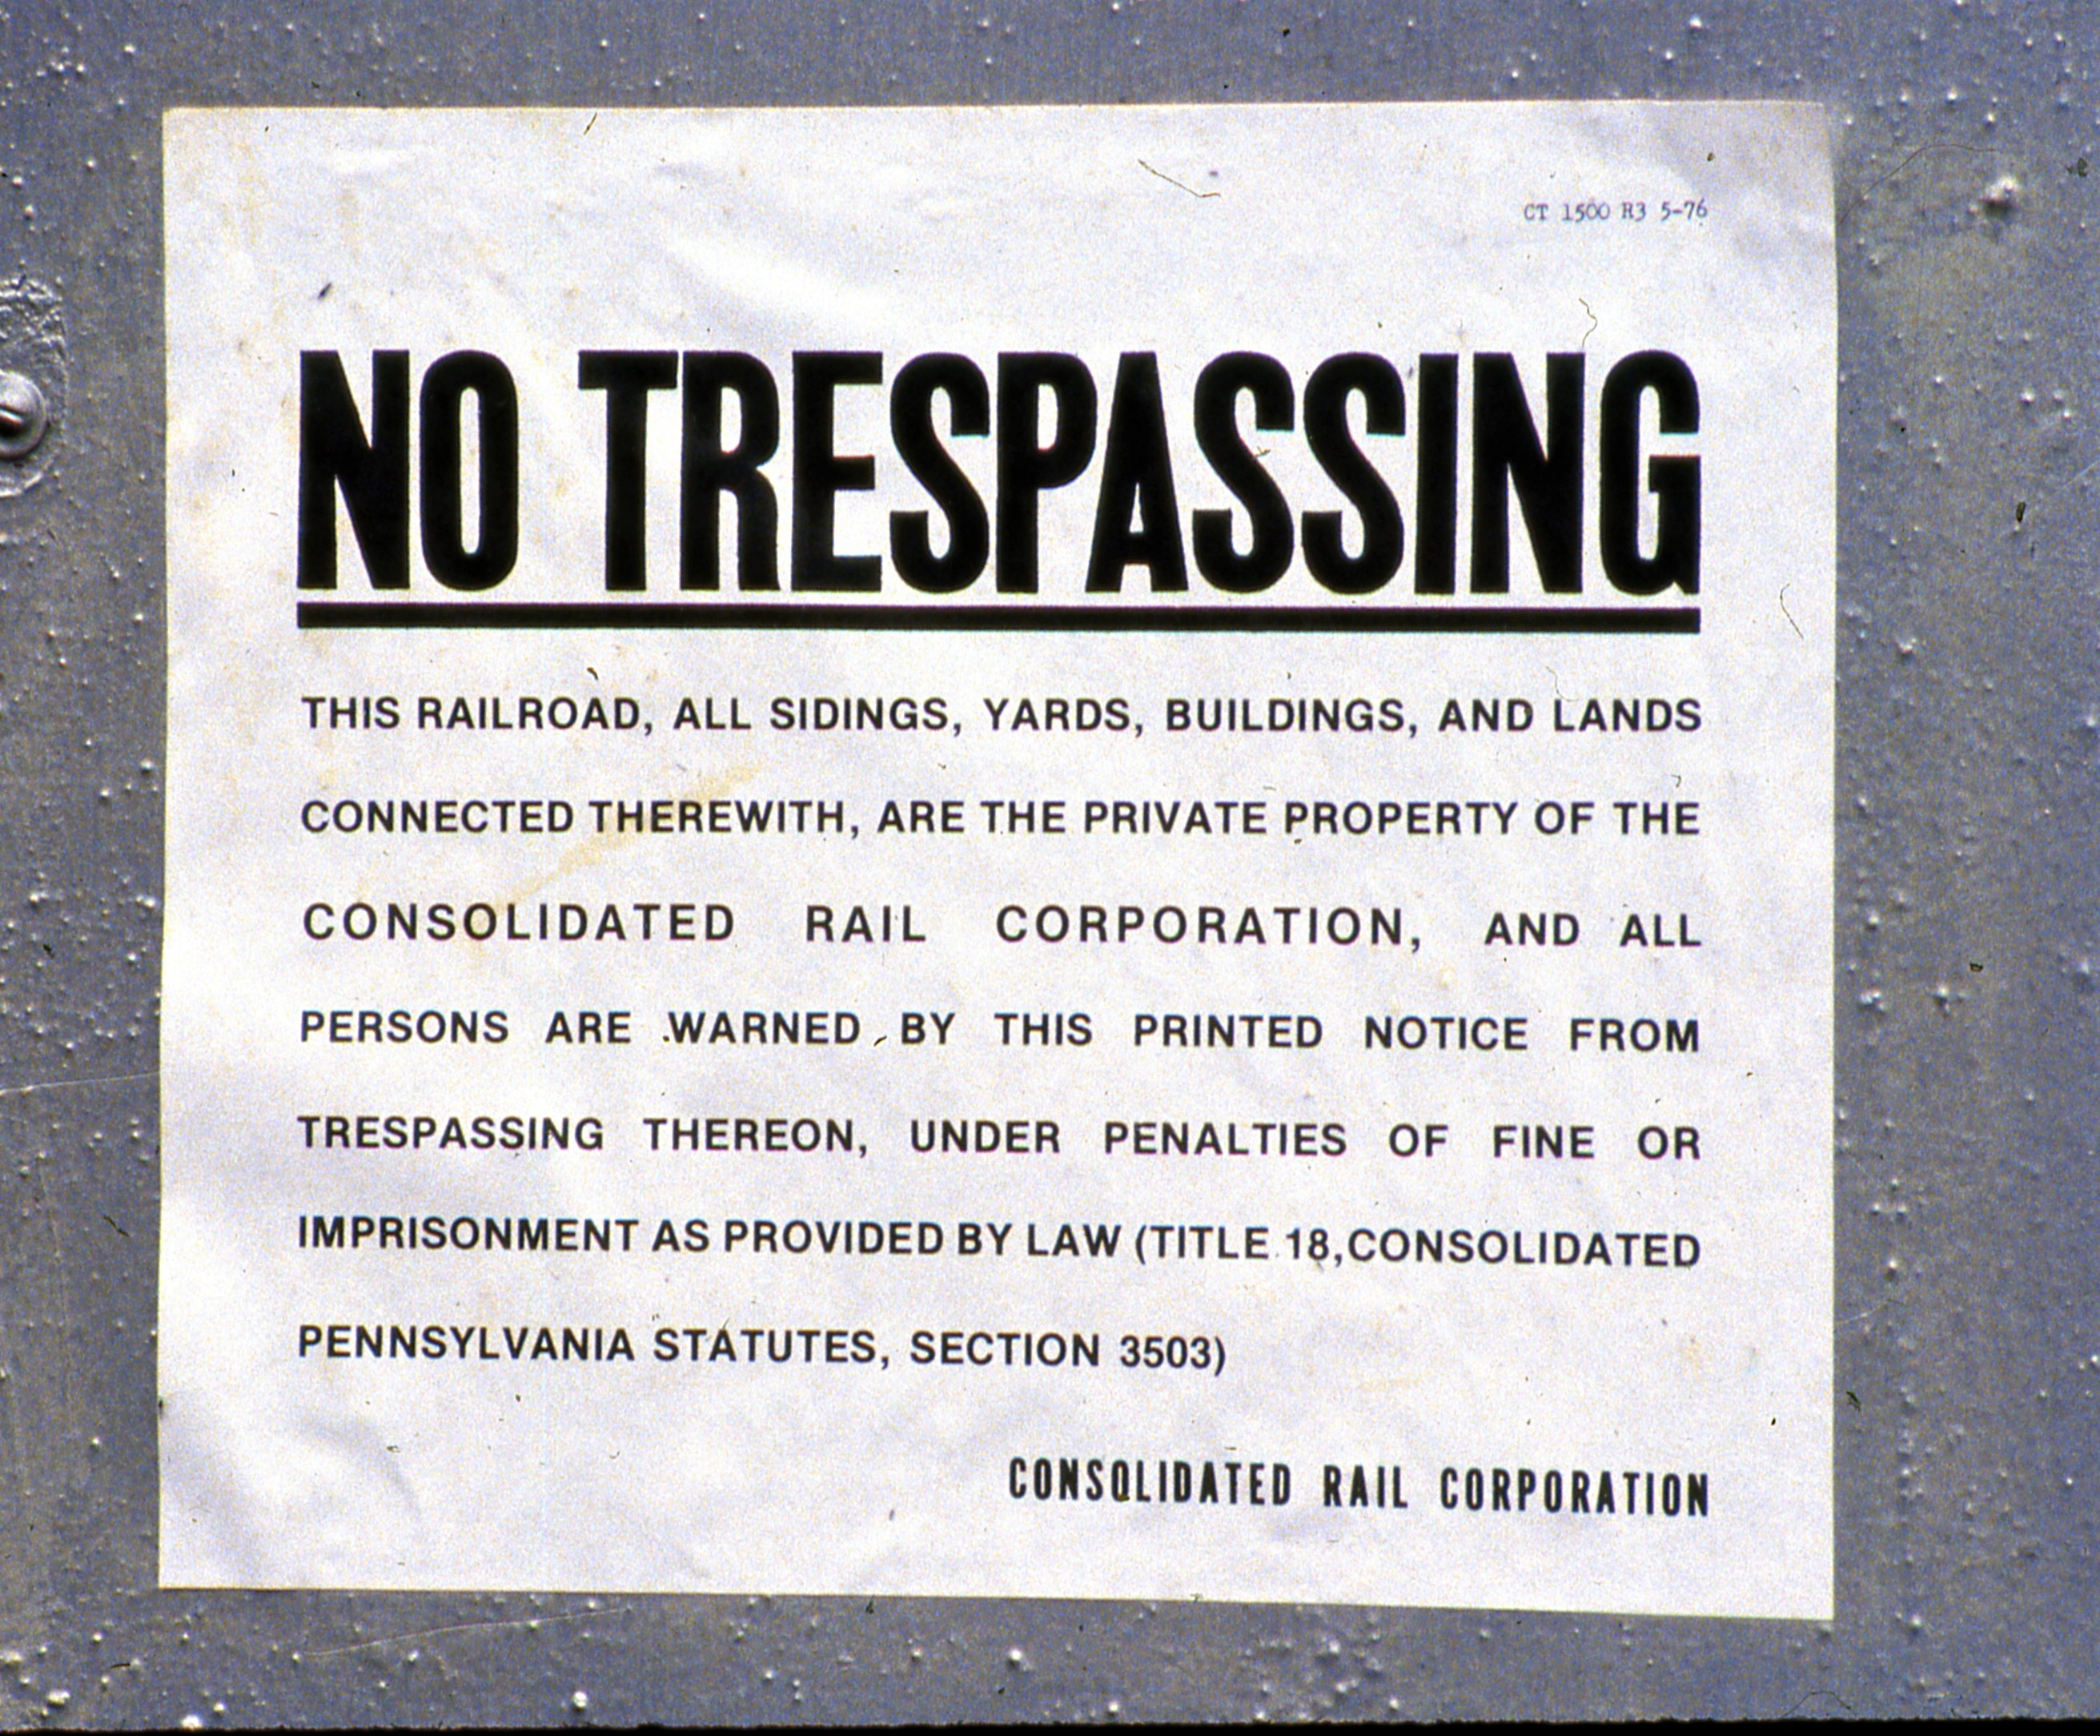 CT 1500 R3 5-76
NO TRESPASSING
THIS RAILROAD, ALL SIDINGS, YARDS, BUILDINGS, AND LANDS
CONNECTED THEREWITH, ARE THE PRIVATE PROPERTY OF THE
CONSOLIDATED RAIL CORPORATION, AND ALL
PERSONS ARE WARNED BY THIS PRINTED NOTICE FROM
TRESPASSING THEREON, UNDER PENALTIES OF FINE OR
IMPRISONMENT AS PROVIDED BY LAW (TITLE 18,CONSOLIDATED
PENNSYLVANIA STATUTES, SECTION 3503)
CONSOLIDATED RAIL CORPORATION